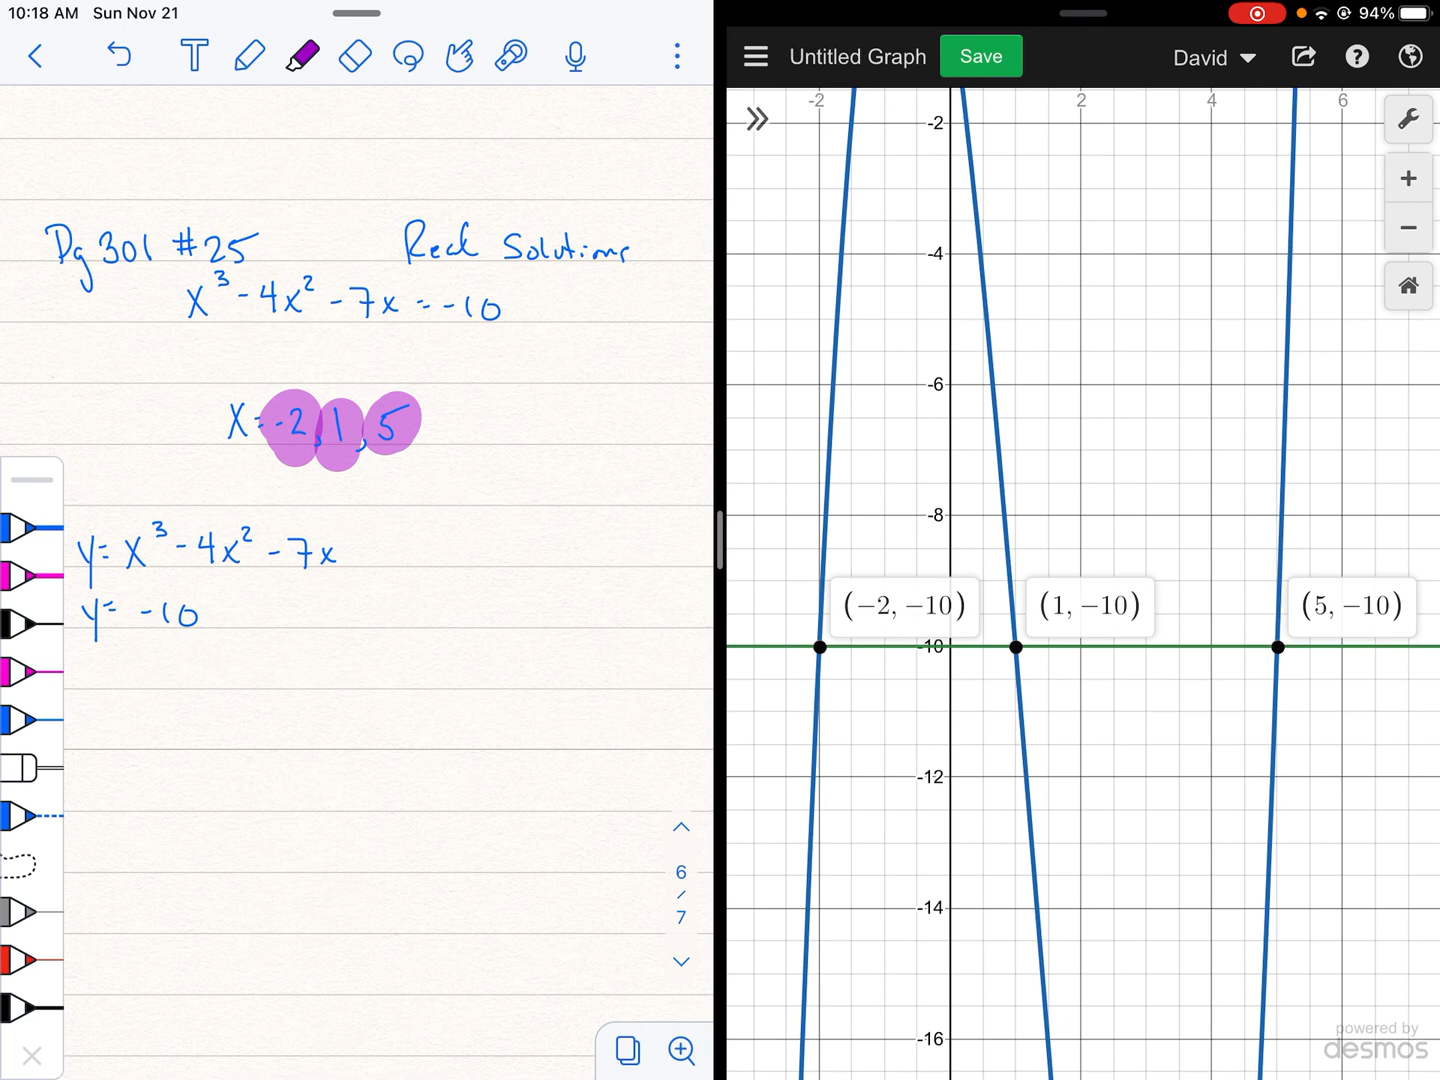 10:18 AM Sun Nov 21
94%
T
Untitled Graph Save David ?
Pg 301 #25 Real Solutions
x³ - 4x² - 7x = -10
x = -2, 1, 5
y = x³ - 4x² - 7x
y = -10
6
/
7
-2 2 4 6
-2
-4
-6
-8
(−2, −10) (1, −10) (5, −10)
-10
-12
-14
-16
powered by
desmos